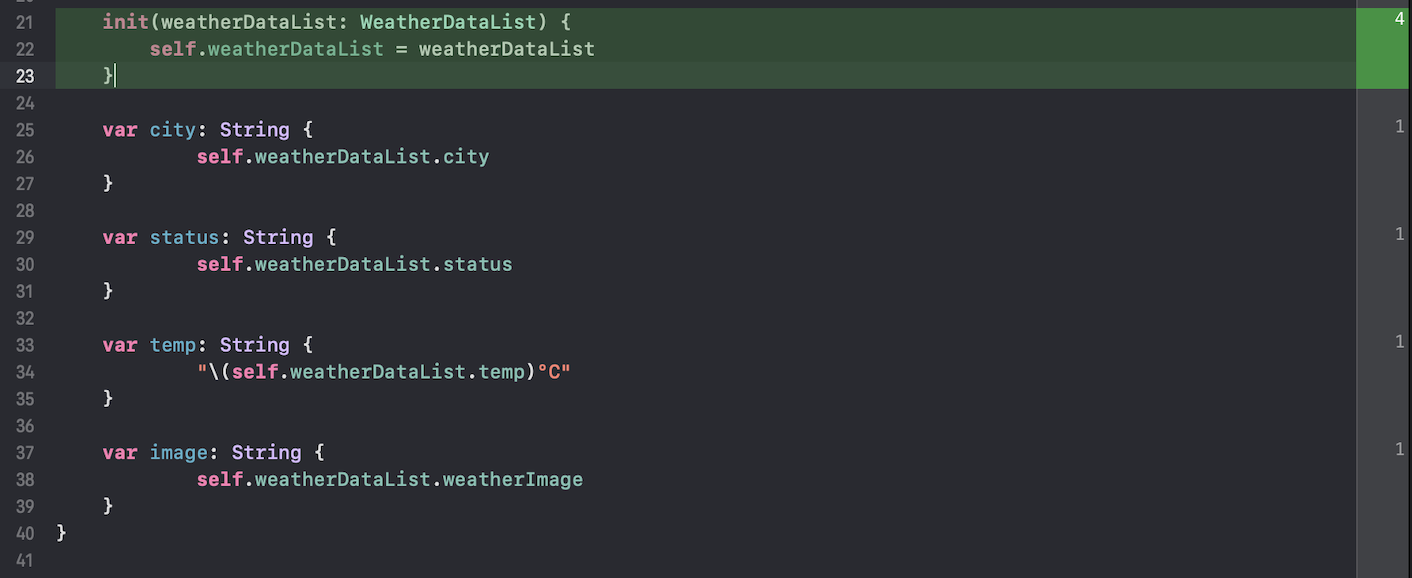 21 init(weatherDataList: WeatherDataList) { 4
22 self.weatherDataList = weatherDataList
23 }
24
25 var city: String { 1
26 self.weatherDataList.city
27 }
28
29 var status: String { 1
30 self.weatherDataList.status
31 }
32
33 var temp: String { 1
34 "\(self.weatherDataList.temp)°C"
35 }
36
37 var image: String { 1
38 self.weatherDataList.weatherImage
39 }
40 }
41